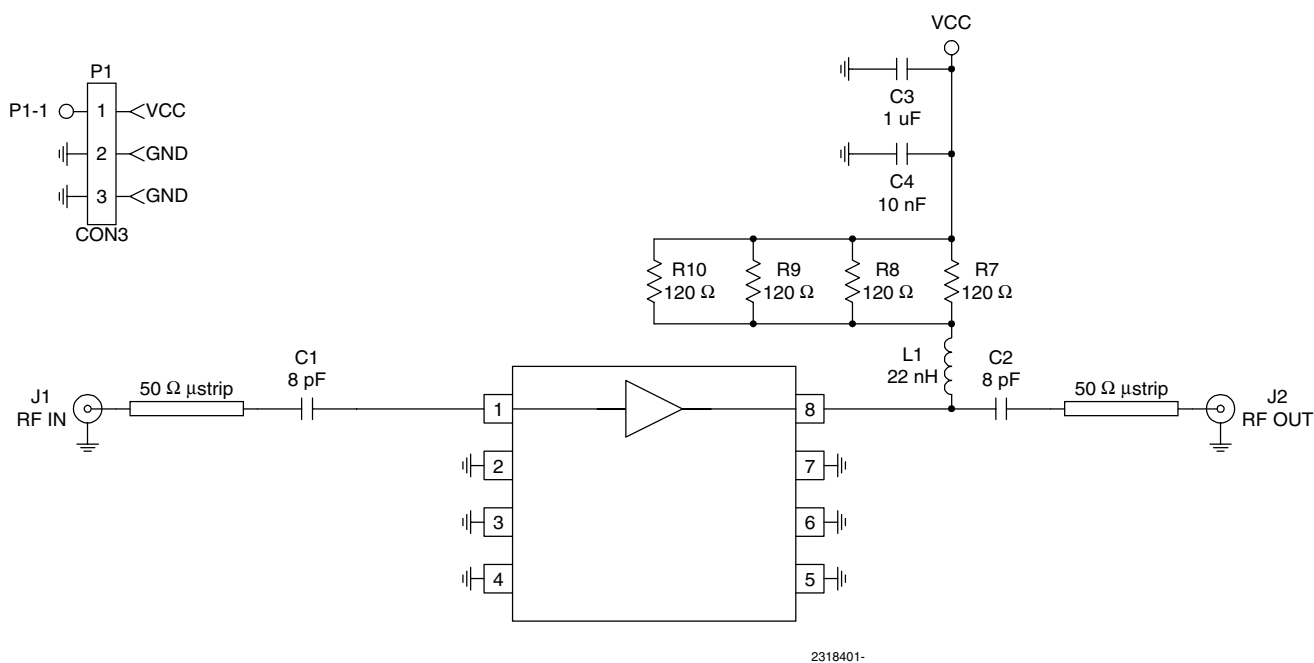 VCC
P1
P1-1
1
VCC
2
GND
3
GND
CON3
C3
1 uF
C4
10 nF
R10
120 Ω
R9
120 Ω
R8
120 Ω
R7
120 Ω
L1
22 nH
C1
8 pF
C2
8 pF
J1
RF IN
50 Ω µstrip
1
8
50 Ω µstrip
J2
RF OUT
2
7
3
6
4
5
2318401-